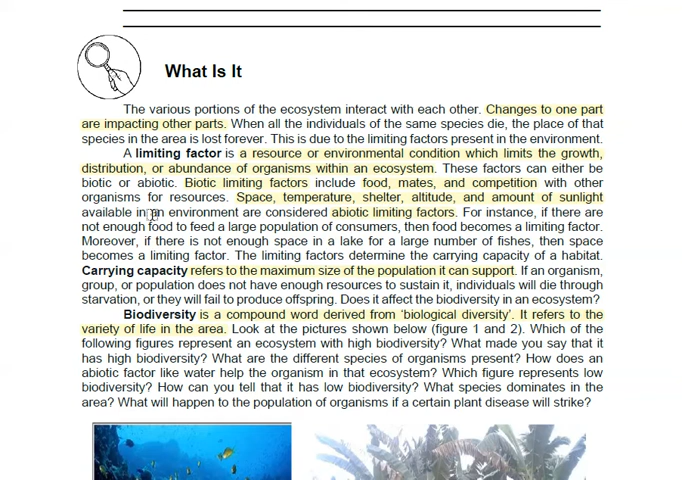 What Is It
The various portions of the ecosystem interact with each other. Changes to one part
are impacting other parts. When all the individuals of the same species die, the place of that
species in the area is lost forever. This is due to the limiting factors present in the environment.
A limiting factor is a resource or environmental condition which limits the growth,
distribution, or abundance of organisms within an ecosystem. These factors can either be
biotic or abiotic. Biotic limiting factors include food, mates, and competition with other
organisms for resources. Space, temperature, shelter, altitude, and amount of sunlight
available in an environment are considered abiotic limiting factors. For instance, if there are
not enough food to feed a large population of consumers, then food becomes a limiting factor.
Moreover, if there is not enough space in a lake for a large number of fishes, then space
becomes a limiting factor. The limiting factors determine the carrying capacity of a habitat.
Carrying capacity refers to the maximum size of the population it can support. If an organism,
group, or population does not have enough resources to sustain it, individuals will die through
starvation, or they will fail to produce offspring. Does it affect the biodiversity in an ecosystem?
Biodiversity is a compound word derived from ‘biological diversity’. It refers to the
variety of life in the area. Look at the pictures shown below (figure 1 and 2). Which of the
following figures represent an ecosystem with high biodiversity? What made you say that it
has high biodiversity? What are the different species of organisms present? How does an
abiotic factor like water help the organism in that ecosystem? Which figure represents low
biodiversity? How can you tell that it has low biodiversity? What species dominates in the
area? What will happen to the population of organisms if a certain plant disease will strike?